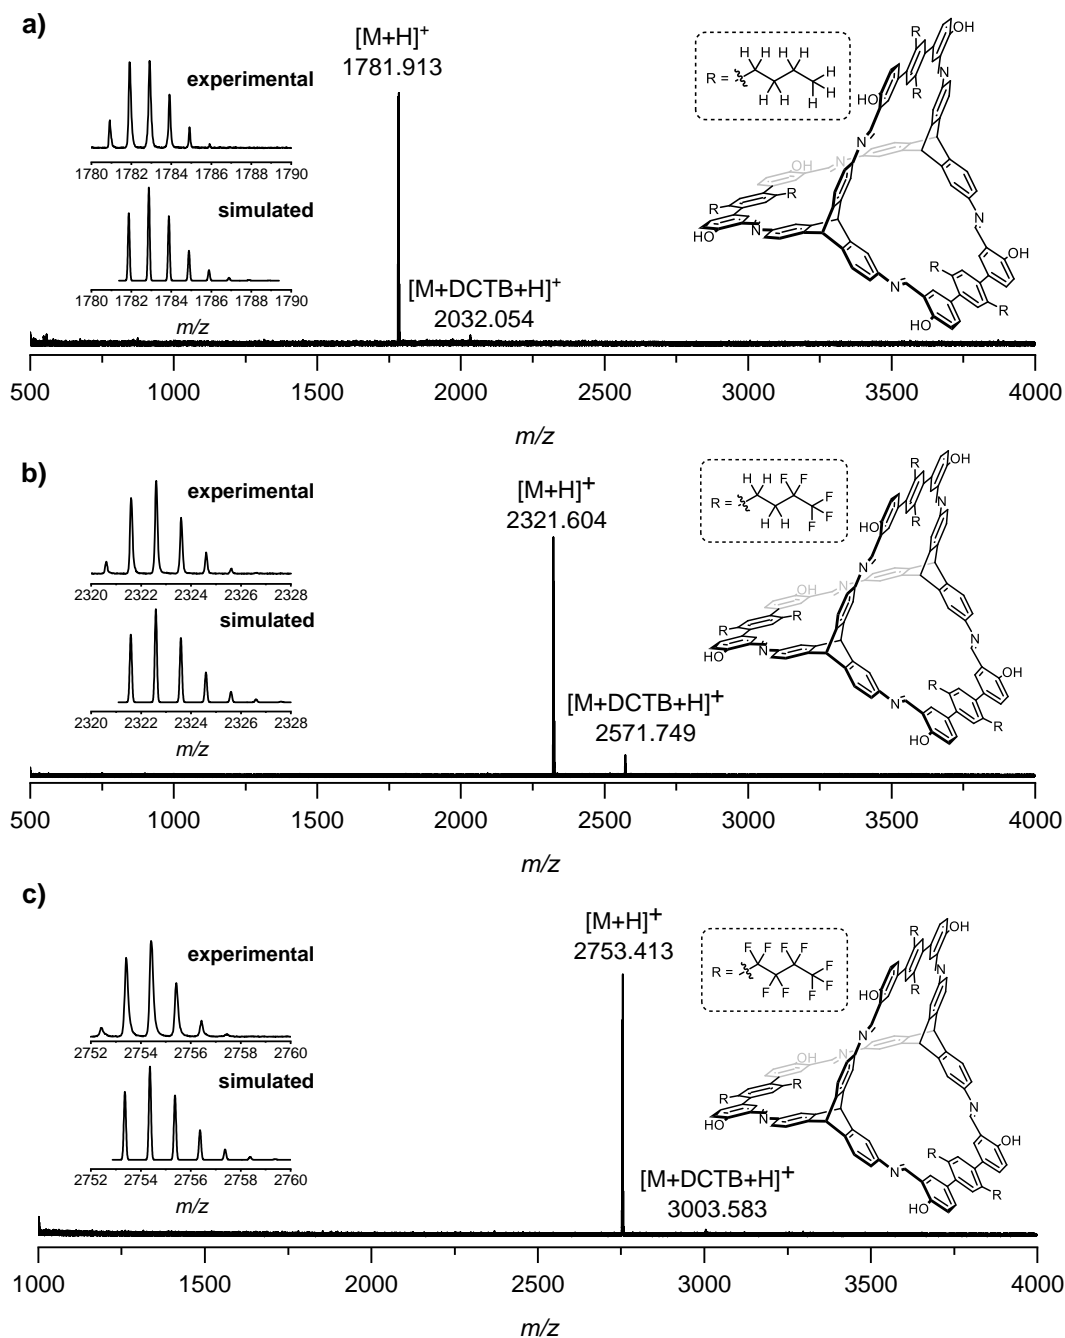 a)
[M+H]+
1781.913
experimental
1780 1782 1784 1786 1788 1790
simulated
1780 1782 1784 1786 1788 1790
m/z
[M+DCTB+H]+
2032.054
R =
H H H H
H
H H H
H
R OH
N
HO R
N
OH N
R
R
HO N
N
R OH
N
HO R
500 1000 1500 2000 2500 3000 3500 4000
m/z
b)
[M+H]+
2321.604
experimental
2320 2322 2324 2326 2328
simulated
2320 2322 2324 2326 2328
m/z
[M+DCTB+H]+
2571.749
R =
H H F F
F
H H F
F
R OH
N
HO R
N
OH N
R R
HO N
N
R OH
N
HO R
500 1000 1500 2000 2500 3000 3500 4000
m/z
c)
[M+H]+
2753.413
experimental
2752 2754 2756 2758 2760
simulated
2752 2754 2756 2758 2760
m/z
[M+DCTB+H]+
3003.583
R =
F F F F
F
F F F
F
R OH
N
HO R
N
OH N
R R
HO N
N
R OH
N
HO R
1000 1500 2000 2500 3000 3500 4000
m/z